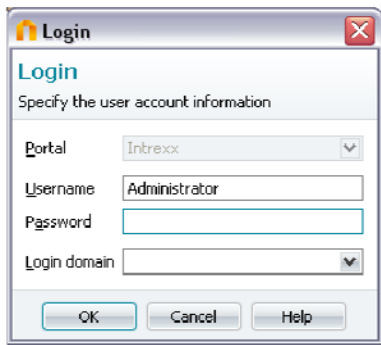 Login
Login
Specify the user account information
Portal Intrexx
Username Administrator
Password
Login domain
OK Cancel Help